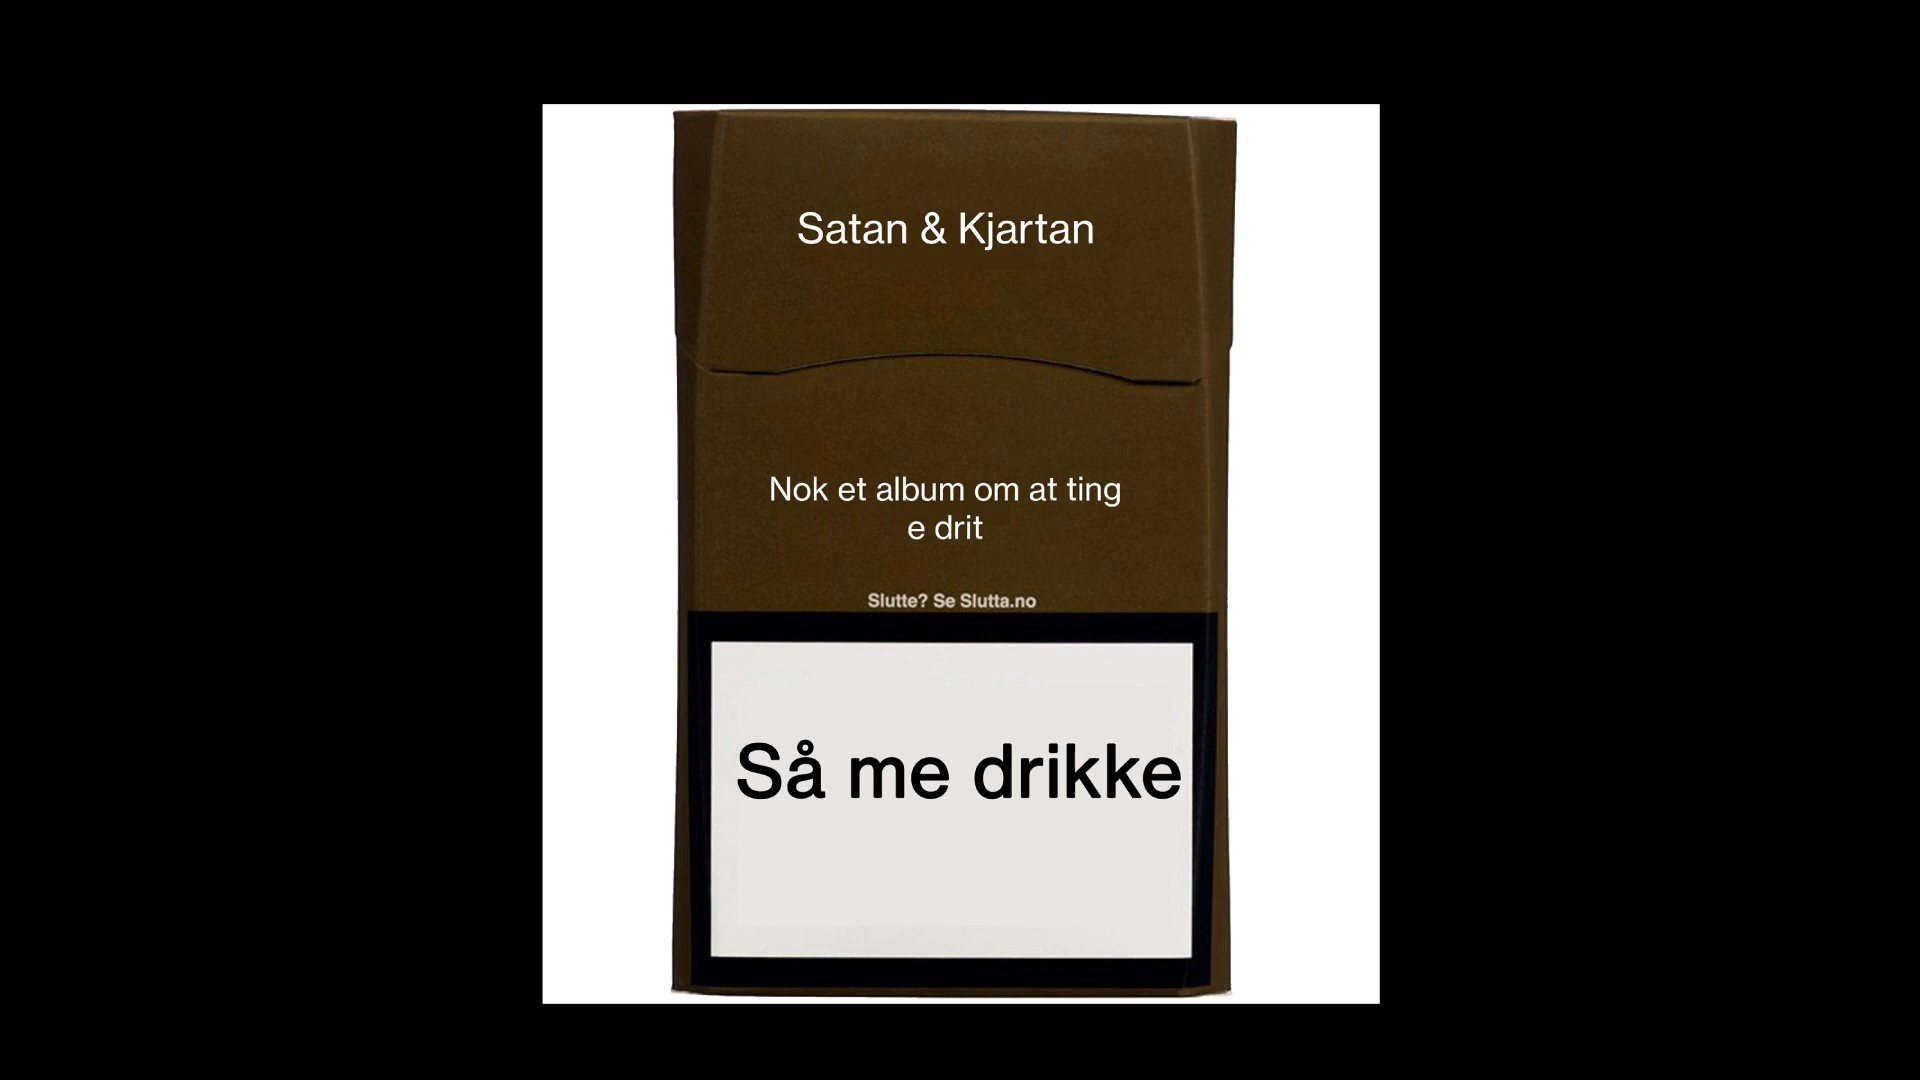 Satan & Kjartan
Nok et album om at ting
e drit
Slutte? Se Slutta.no
Så me drikke